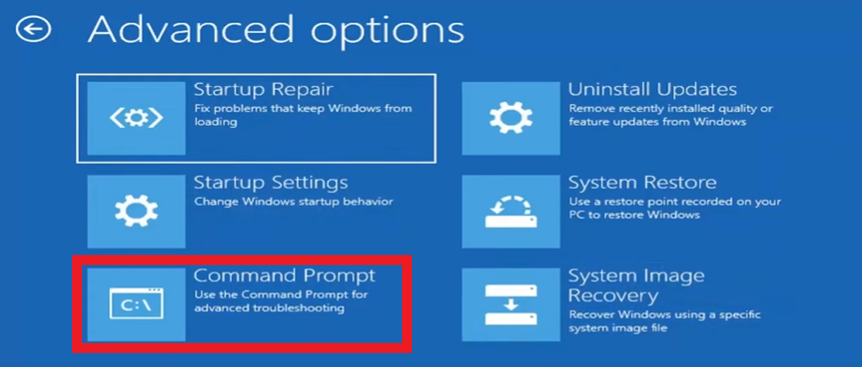 Advanced options
Startup Repair
Fix problems that keep Windows from
loading
Uninstall Updates
Remove recently installed quality or
feature updates from Windows
Startup Settings
Change Windows startup behavior
System Restore
Use a restore point recorded on your
PC to restore Windows
C:\
Command Prompt
Use the Command Prompt for
advanced troubleshooting
System Image
Recovery
Recover Windows using a specific
system image file